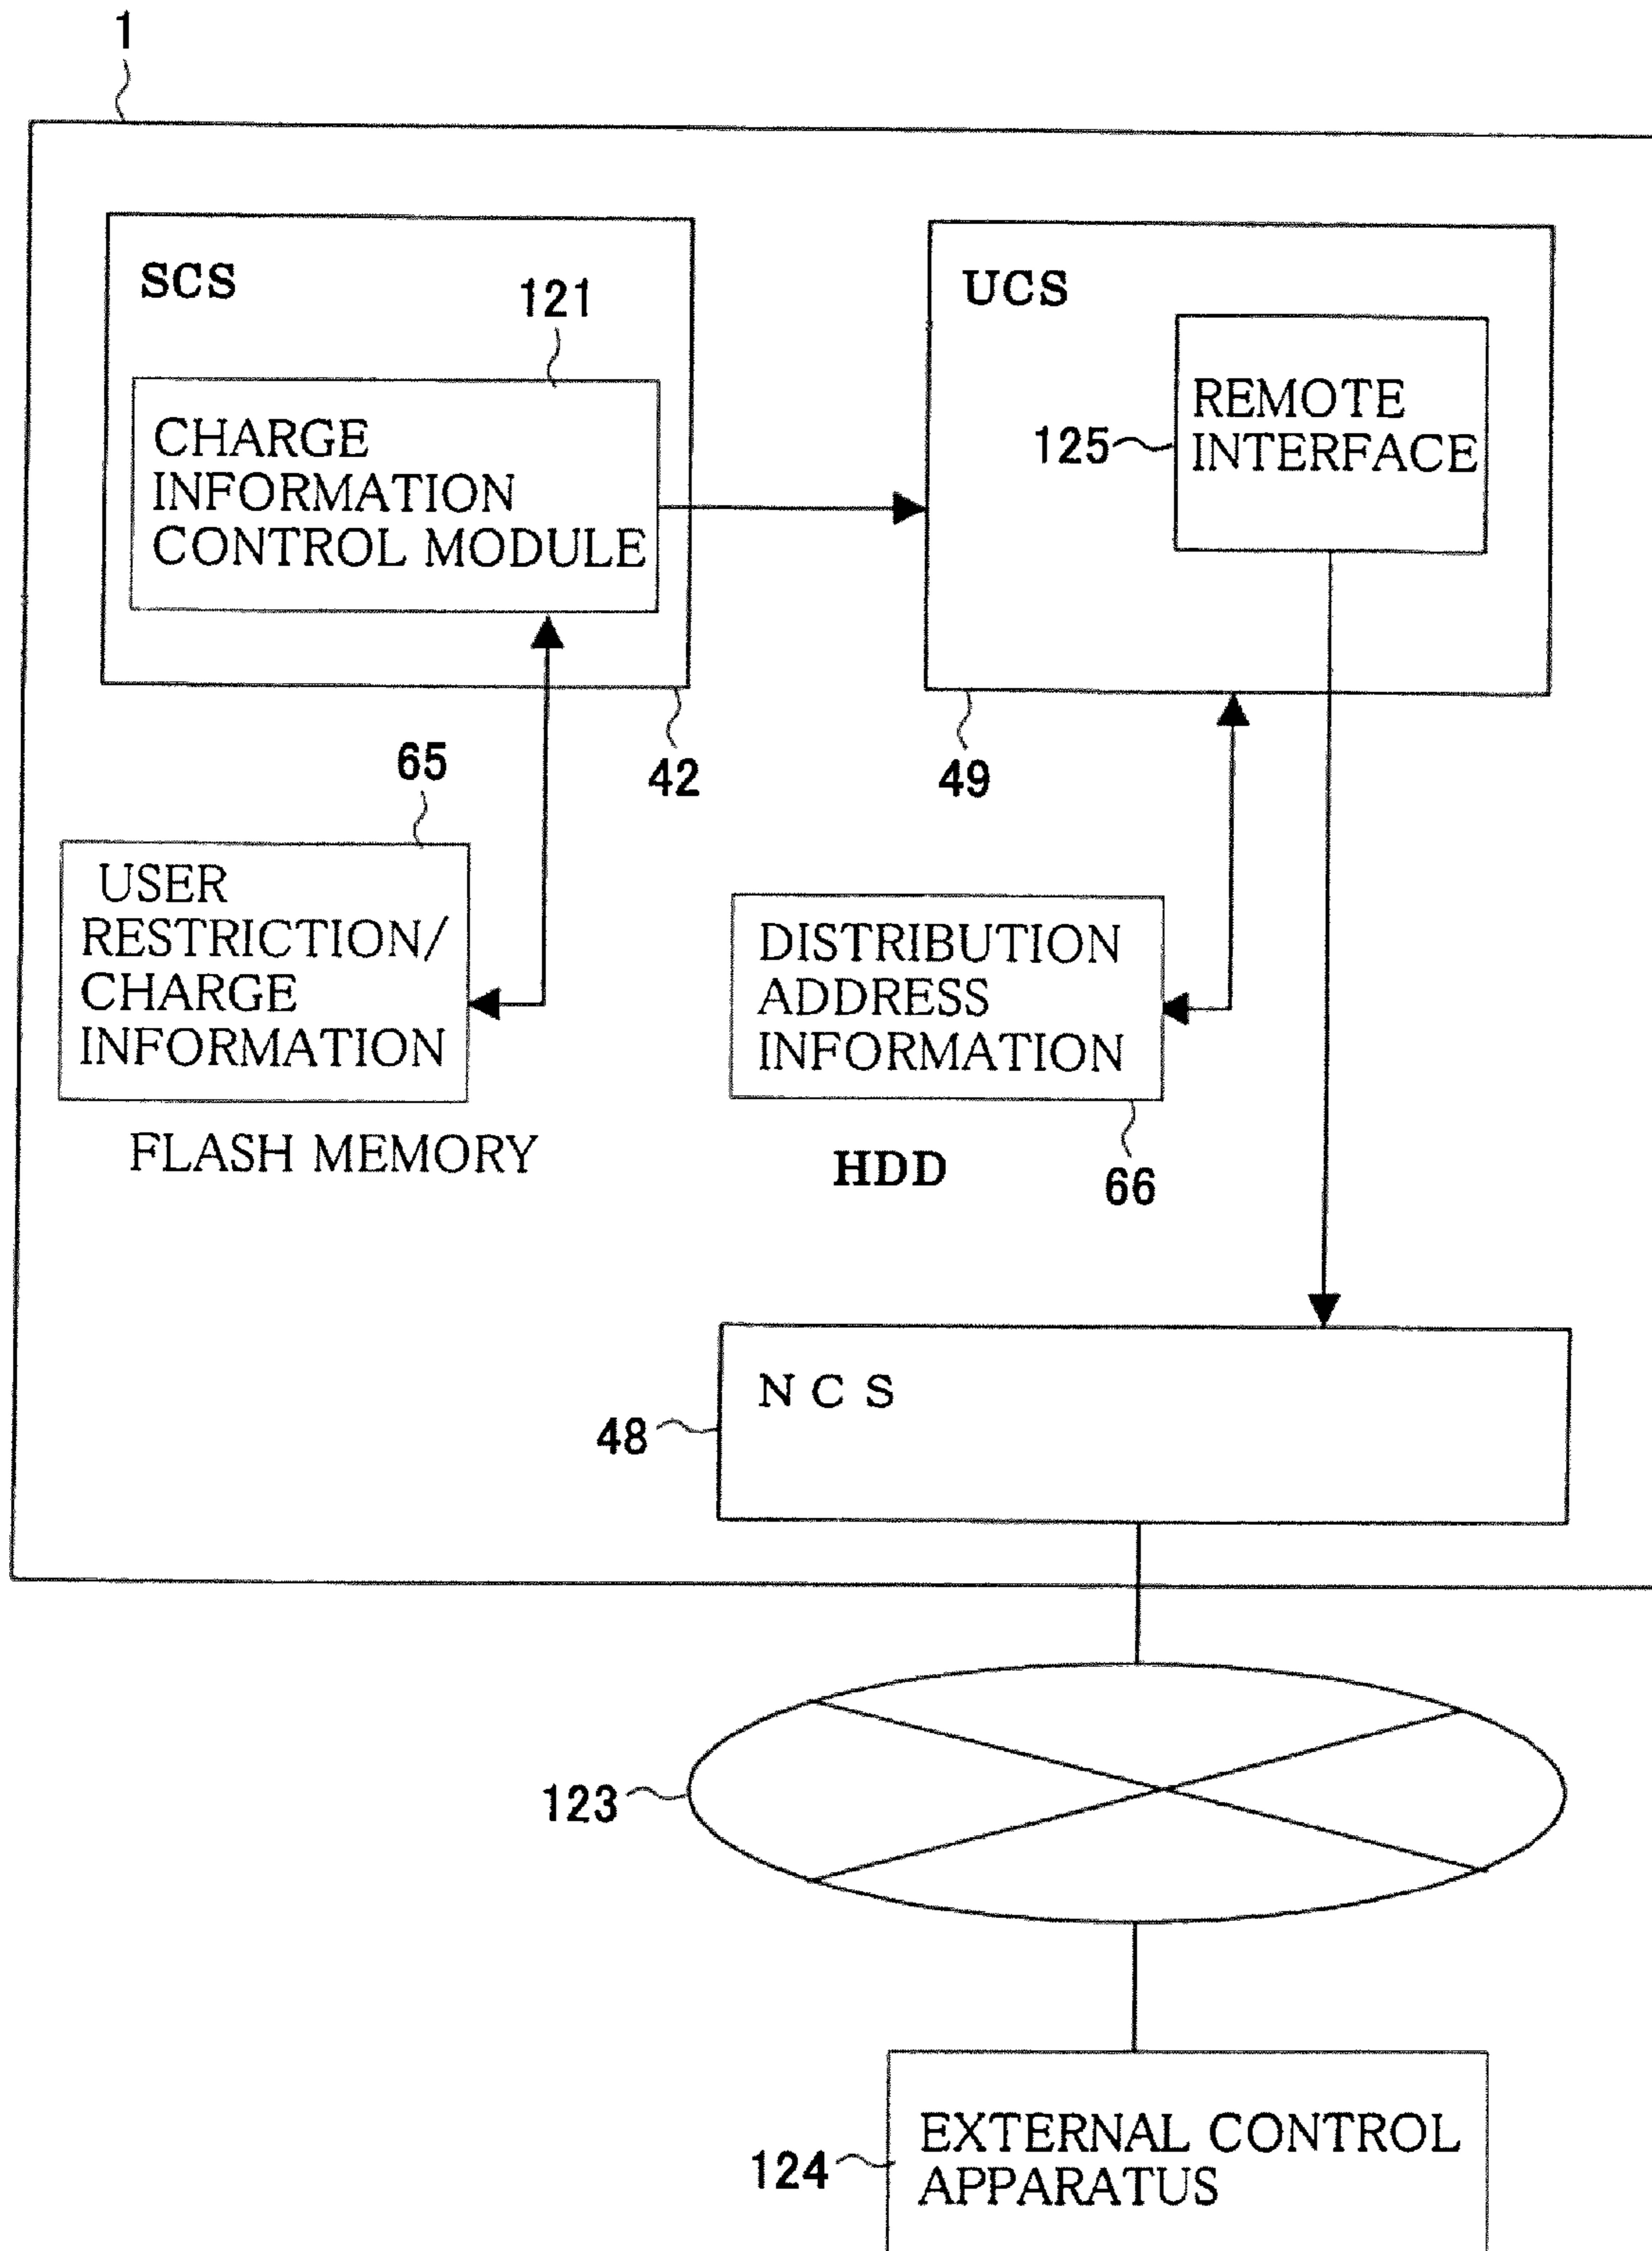 1
SCS
121
CHARGE
INFORMATION
CONTROL MODULE
UCS
REMOTE
INTERFACE
125
42
49
65
USER
RESTRICTION/
CHARGE
INFORMATION
FLASH MEMORY
DISTRIBUTION
ADDRESS
INFORMATION
HDD
66
N C S
48
123
EXTERNAL CONTROL
APPARATUS
124